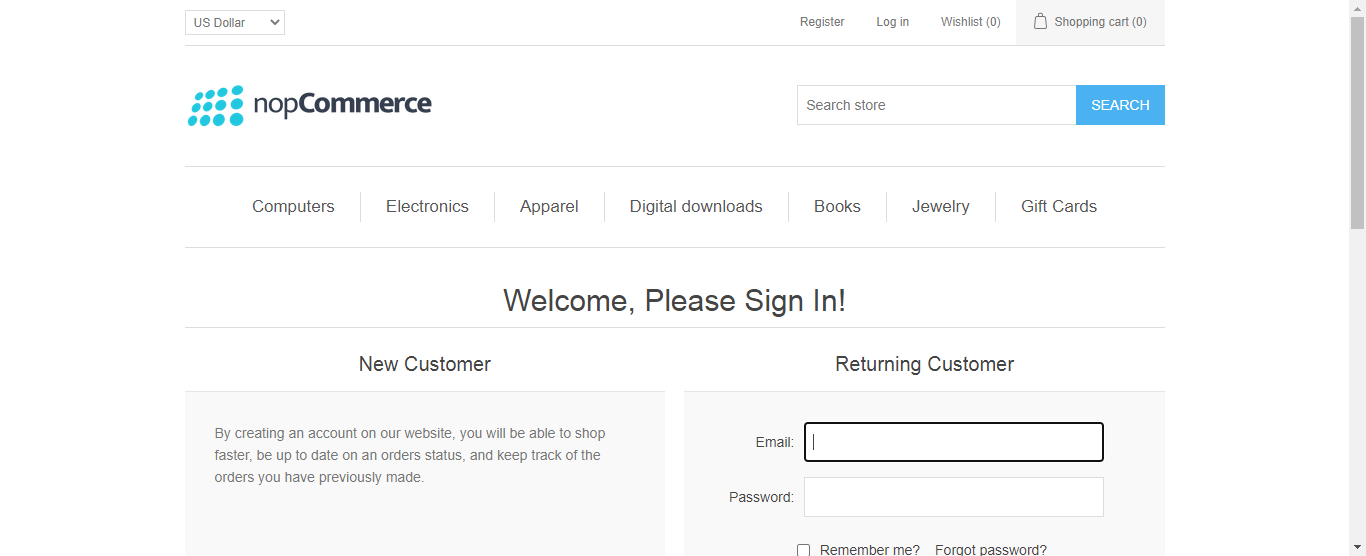 US Dollar
Register
Log in
Wishlist (0)
Shopping cart (0)
nopCommerce
Search store
SEARCH
Computers
Electronics
Apparel
Digital downloads
Books
Jewelry
Gift Cards
Welcome, Please Sign In!
New Customer
By creating an account on our website, you will be able to shop
faster, be up to date on an orders status, and keep track of the
orders you have previously made.
Returning Customer
Email:
Password:
Remember me?
Forgot password?